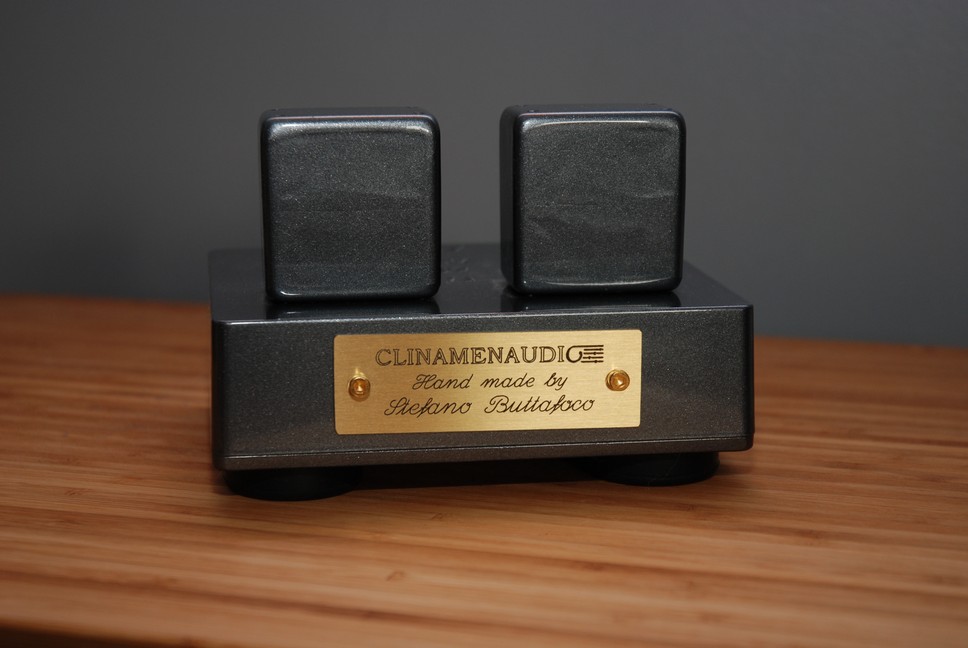 CLINAMENAUDIO
Hand made by
Stefano Buttafoco